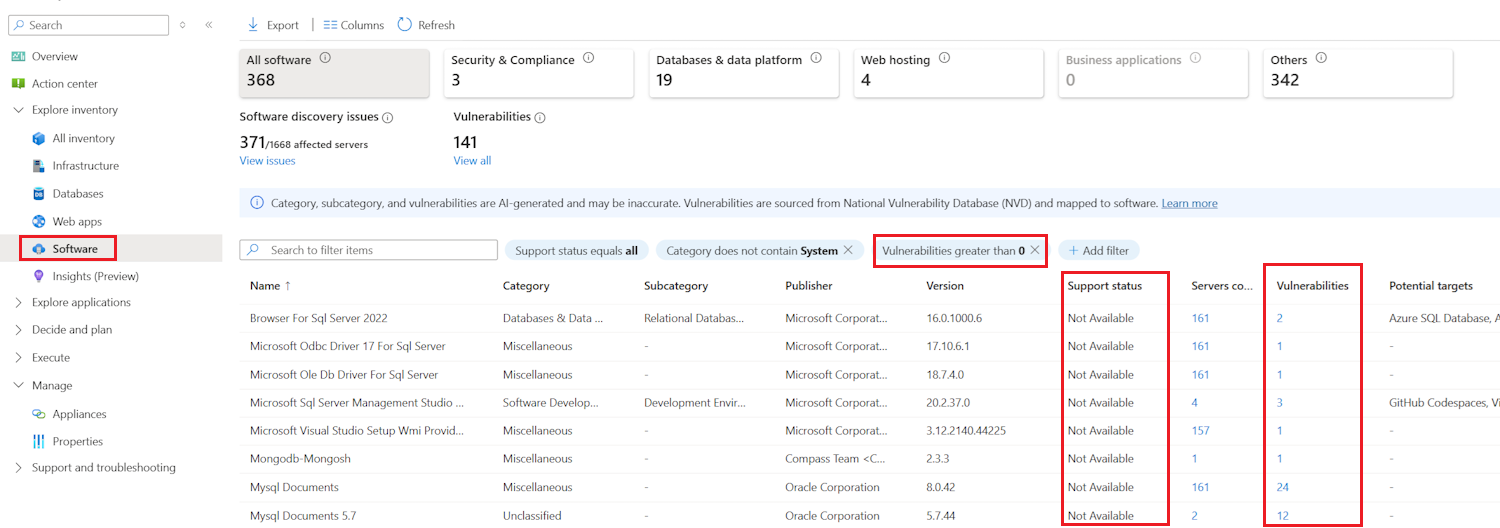 Search
Overview
Action center
Explore inventory
All inventory
Infrastructure
Databases
Web apps
Software
Insights (Preview)
Explore applications
Decide and plan
Execute
Manage
Appliances
Properties
Support and troubleshooting
Export | Columns Refresh
All software Security & Compliance Databases & data platform Web hosting Business applications Others
368 3 19 4 0 342
Software discovery issues Vulnerabilities
371/1668 affected servers 141
View issues View all
Category, subcategory, and vulnerabilities are AI-generated and may be inaccurate. Vulnerabilities are sourced from National Vulnerability Database (NVD) and mapped to software. Learn more
Search to filter items Support status equals all Category does not contain System Vulnerabilities greater than 0 Add filter
Name ↑ Category Subcategory Publisher Version Support status Servers co... Vulnerabilities Potential targets
Browser For Sql Server 2022 Databases & Data ... Relational Databas... Microsoft Corporat... 16.0.1000.6 Not Available 161 2 Azure SQL Database, A
Microsoft Odbc Driver 17 For Sql Server Miscellaneous - Microsoft Corporat... 17.10.6.1 Not Available 161 1 -
Microsoft Ole Db Driver For Sql Server Miscellaneous - Microsoft Corporat... 18.7.4.0 Not Available 161 1 -
Microsoft Sql Server Management Studio ... Software Develop... Development Envir... Microsoft Corporat... 20.2.37.0 Not Available 4 3 GitHub Codespaces, Vi
Microsoft Visual Studio Setup Wmi Provid... Miscellaneous - Microsoft Corporat... 3.12.2140.44225 Not Available 157 1 -
Mongodb-Mongosh Miscellaneous - Compass Team <C... 2.3.3 Not Available 1 1 -
Mysql Documents Miscellaneous - Oracle Corporation 8.0.42 Not Available 161 24 -
Mysql Documents 5.7 Unclassified - Oracle Corporation 5.7.44 Not Available 2 12 -